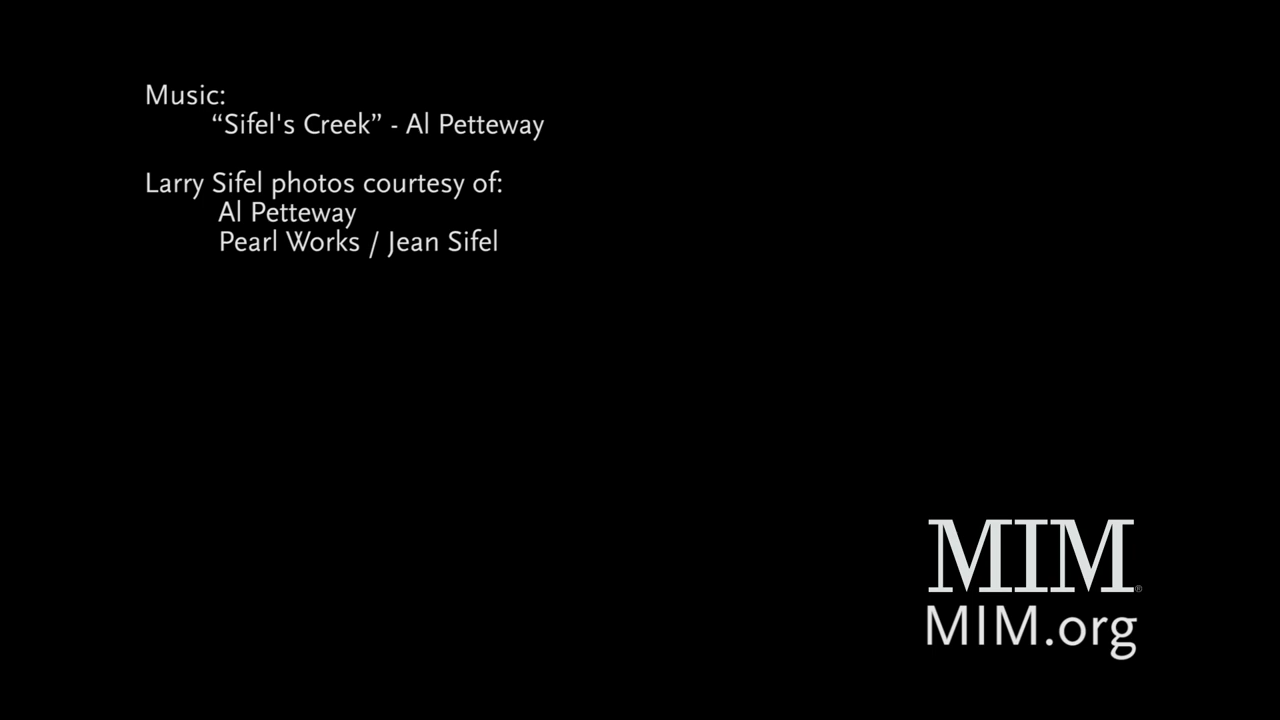 Music:
“Sifel's Creek” - Al Petteway
Larry Sifel photos courtesy of:
Al Petteway
Pearl Works / Jean Sifel
MIM®
MIM.org